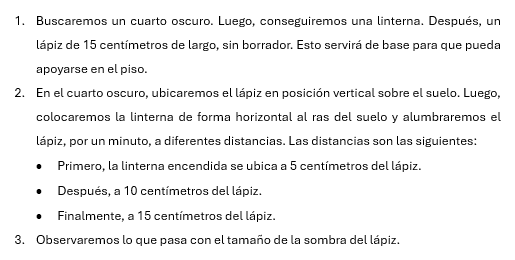 1. Buscaremos un cuarto oscuro. Luego, conseguiremos una linterna. Después, un
lápiz de 15 centímetros de largo, sin borrador. Esto servirá de base para que pueda
apoyarse en el piso.
2. En el cuarto oscuro, ubicaremos el lápiz en posición vertical sobre el suelo. Luego,
colocaremos la linterna de forma horizontal al ras del suelo y alumbraremos el
lápiz, por un minuto, a diferentes distancias. Las distancias son las siguientes:
• Primero, la linterna encendida se ubica a 5 centímetros del lápiz.
• Después, a 10 centímetros del lápiz.
• Finalmente, a 15 centímetros del lápiz.
3. Observaremos lo que pasa con el tamaño de la sombra del lápiz.